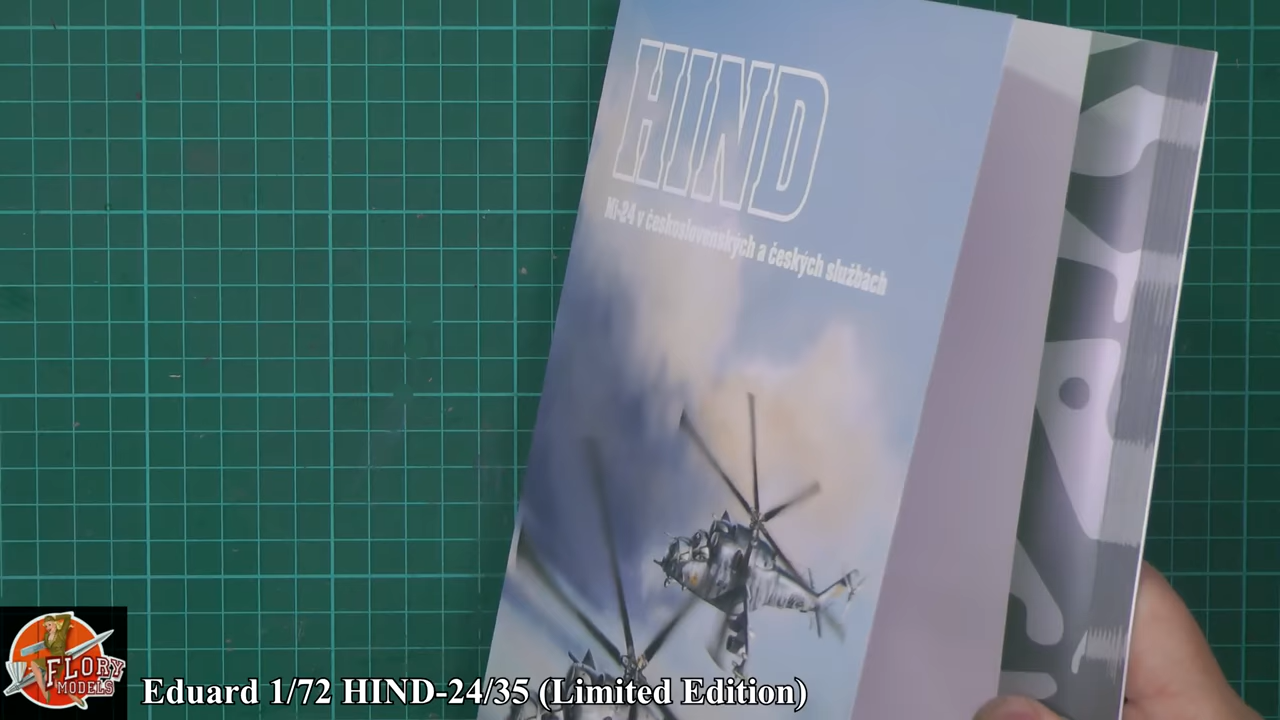 HIND
Mi-24 v československých a českých službách
FLORY
MODELS
Eduard 1/72 HIND-24/35 (Limited Edition)